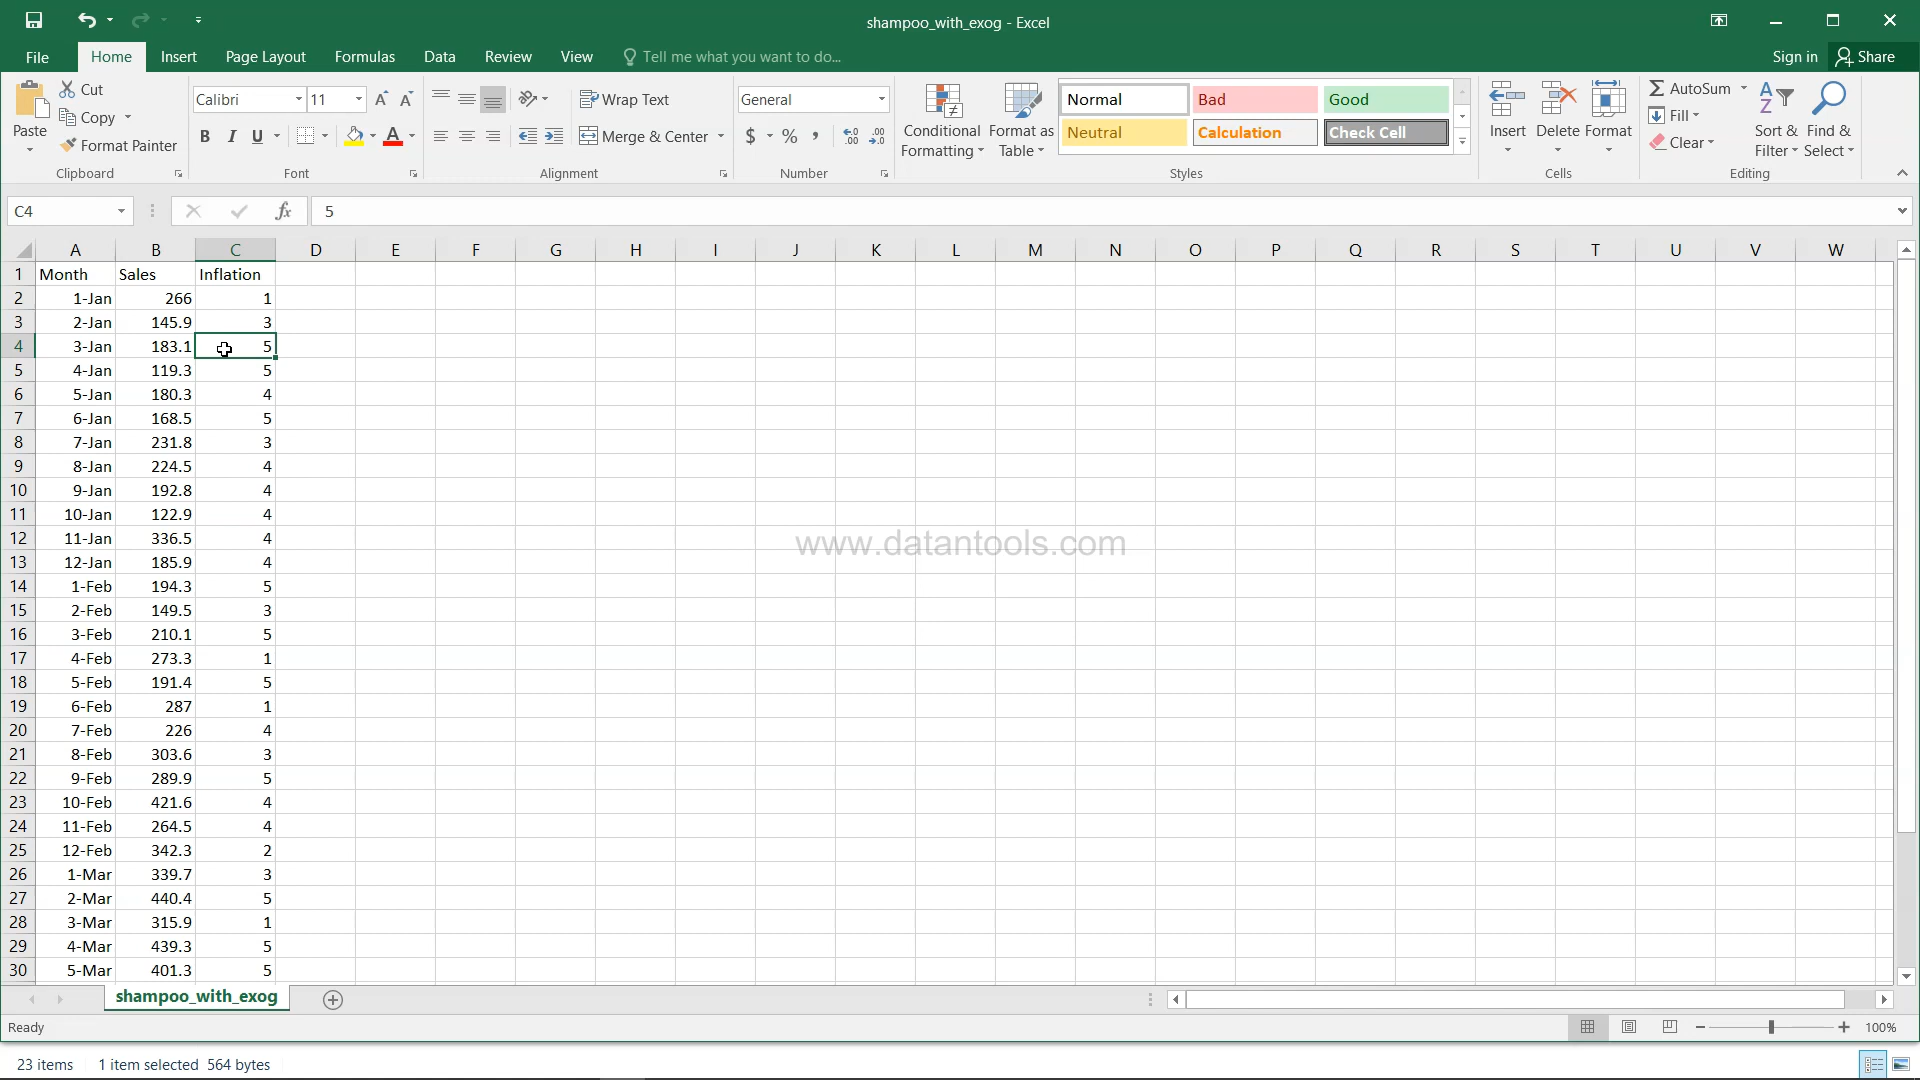 shampoo_with_exog - Excel
File Home Insert Page Layout Formulas Data Review View Tell me what you want to do... Sign in Share
Paste Cut Copy Format Painter Clipboard
Calibri 11 A A B I U A Font
Wrap Text Merge & Center Alignment
General $ % , Number
Conditional Formatting Format as Table Normal Bad Good Neutral Calculation Check Cell Styles
Insert Delete Format Cells
AutoSum Fill Clear Sort & Filter Find & Select Editing
C4 fx 5
A B C D E F G H I J K L M N O P Q R S T U V W
1 Month Sales Inflation
2 1-Jan 266 1
3 2-Jan 145.9 3
4 3-Jan 183.1 5
5 4-Jan 119.3 5
6 5-Jan 180.3 4
7 6-Jan 168.5 5
8 7-Jan 231.8 3
9 8-Jan 224.5 4
10 9-Jan 192.8 4
11 10-Jan 122.9 4
12 11-Jan 336.5 4
www.datantools.com
13 12-Jan 185.9 4
14 1-Feb 194.3 5
15 2-Feb 149.5 3
16 3-Feb 210.1 5
17 4-Feb 273.3 1
18 5-Feb 191.4 5
19 6-Feb 287 1
20 7-Feb 226 4
21 8-Feb 303.6 3
22 9-Feb 289.9 5
23 10-Feb 421.6 4
24 11-Feb 264.5 4
25 12-Feb 342.3 2
26 1-Mar 339.7 3
27 2-Mar 440.4 5
28 3-Mar 315.9 1
29 4-Mar 439.3 5
30 5-Mar 401.3 5
shampoo_with_exog
Ready 100%
23 items 1 item selected 564 bytes